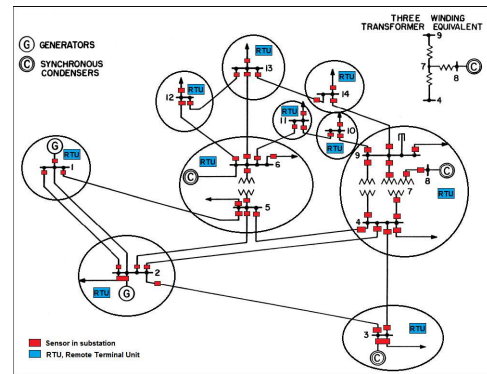 THREE WINDING
TRANSFORMER EQUIVALENT
G GENERATORS
C SYNCHRONOUS
CONDENSERS
9
7
8
C
4
RTU
13
RTU
12
RTU
14
RTU
11
10
RTU
G
RTU
1
RTU
6
C
5
9
C
8
7
RTU
4
2
RTU
G
3
RTU
C
Sensor in substation
RTU, Remote Terminal Unit